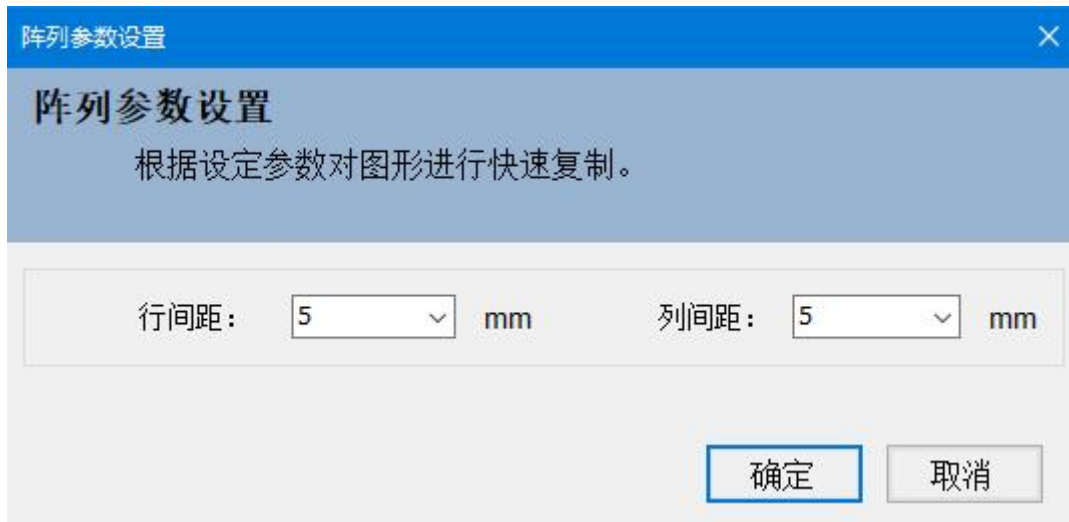 阵列参数设置
阵列参数设置
根据设定参数对图形进行快速复制。
行间距： 5 mm 列间距： 5 mm
确定 取消